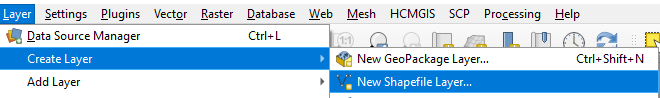 Layer Settings Plugins Vector Raster Database Web Mesh HCMGIS SCP Processing Help
Data Source Manager Ctrl+L
Create Layer
New GeoPackage Layer... Ctrl+Shift+N
New Shapefile Layer...
Add Layer